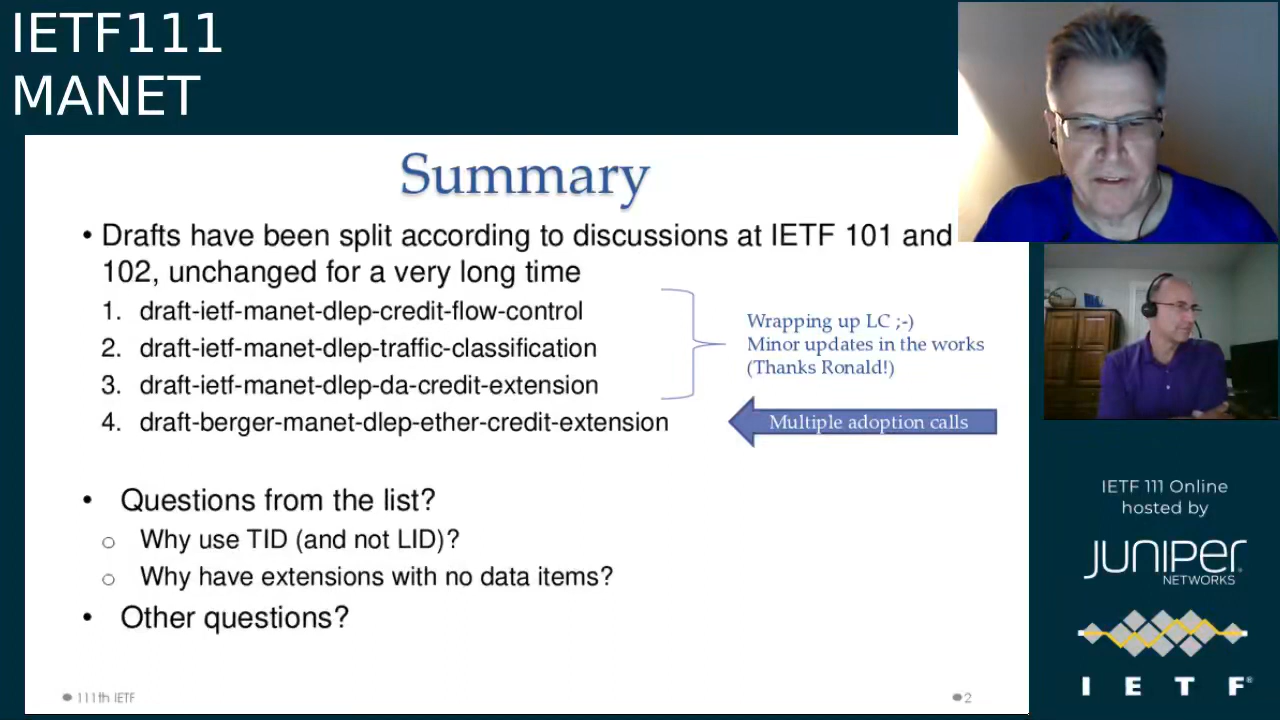 IETF111
MANET
Summary
• Drafts have been split according to discussions at IETF 101 and
102, unchanged for a very long time
1. draft-ietf-manet-dlep-credit-flow-control
2. draft-ietf-manet-dlep-traffic-classification
3. draft-ietf-manet-dlep-da-credit-extension
4. draft-berger-manet-dlep-ether-credit-extension
Wrapping up LC ;-)
Minor updates in the works
(Thanks Ronald!)
Multiple adoption calls
• Questions from the list?
o Why use TID (and not LID)?
o Why have extensions with no data items?
• Other questions?
111th IETF
2
IETF 111 Online
hosted by
JUNIPER
NETWORKS
I E T F®